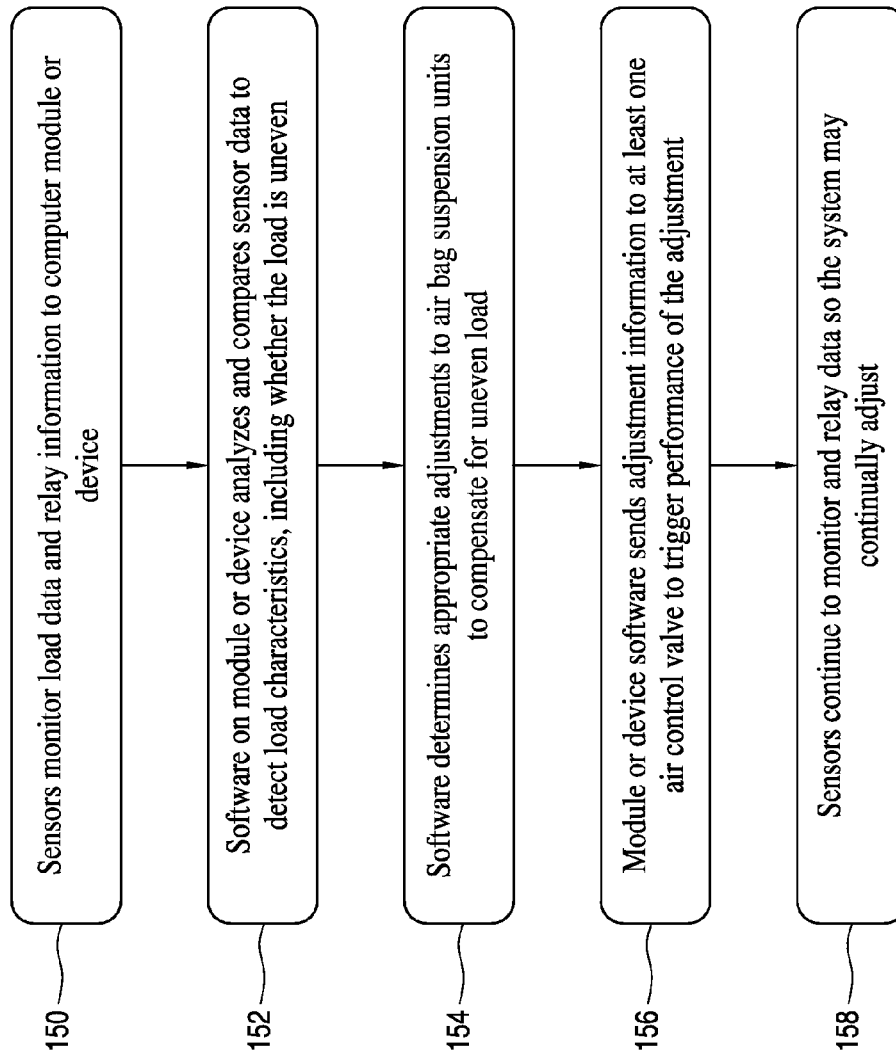 150
Sensors monitor load data and relay information to computer module or
device
152
Software on module or device analyzes and compares sensor data to
detect load characteristics, including whether the load is uneven
154
Software determines appropriate adjustments to air bag suspension units
to compensate for uneven load
156
Module or device software sends adjustment information to at least one
air control valve to trigger performance of the adjustment
158
Sensors continue to monitor and relay data so the system may
continually adjust